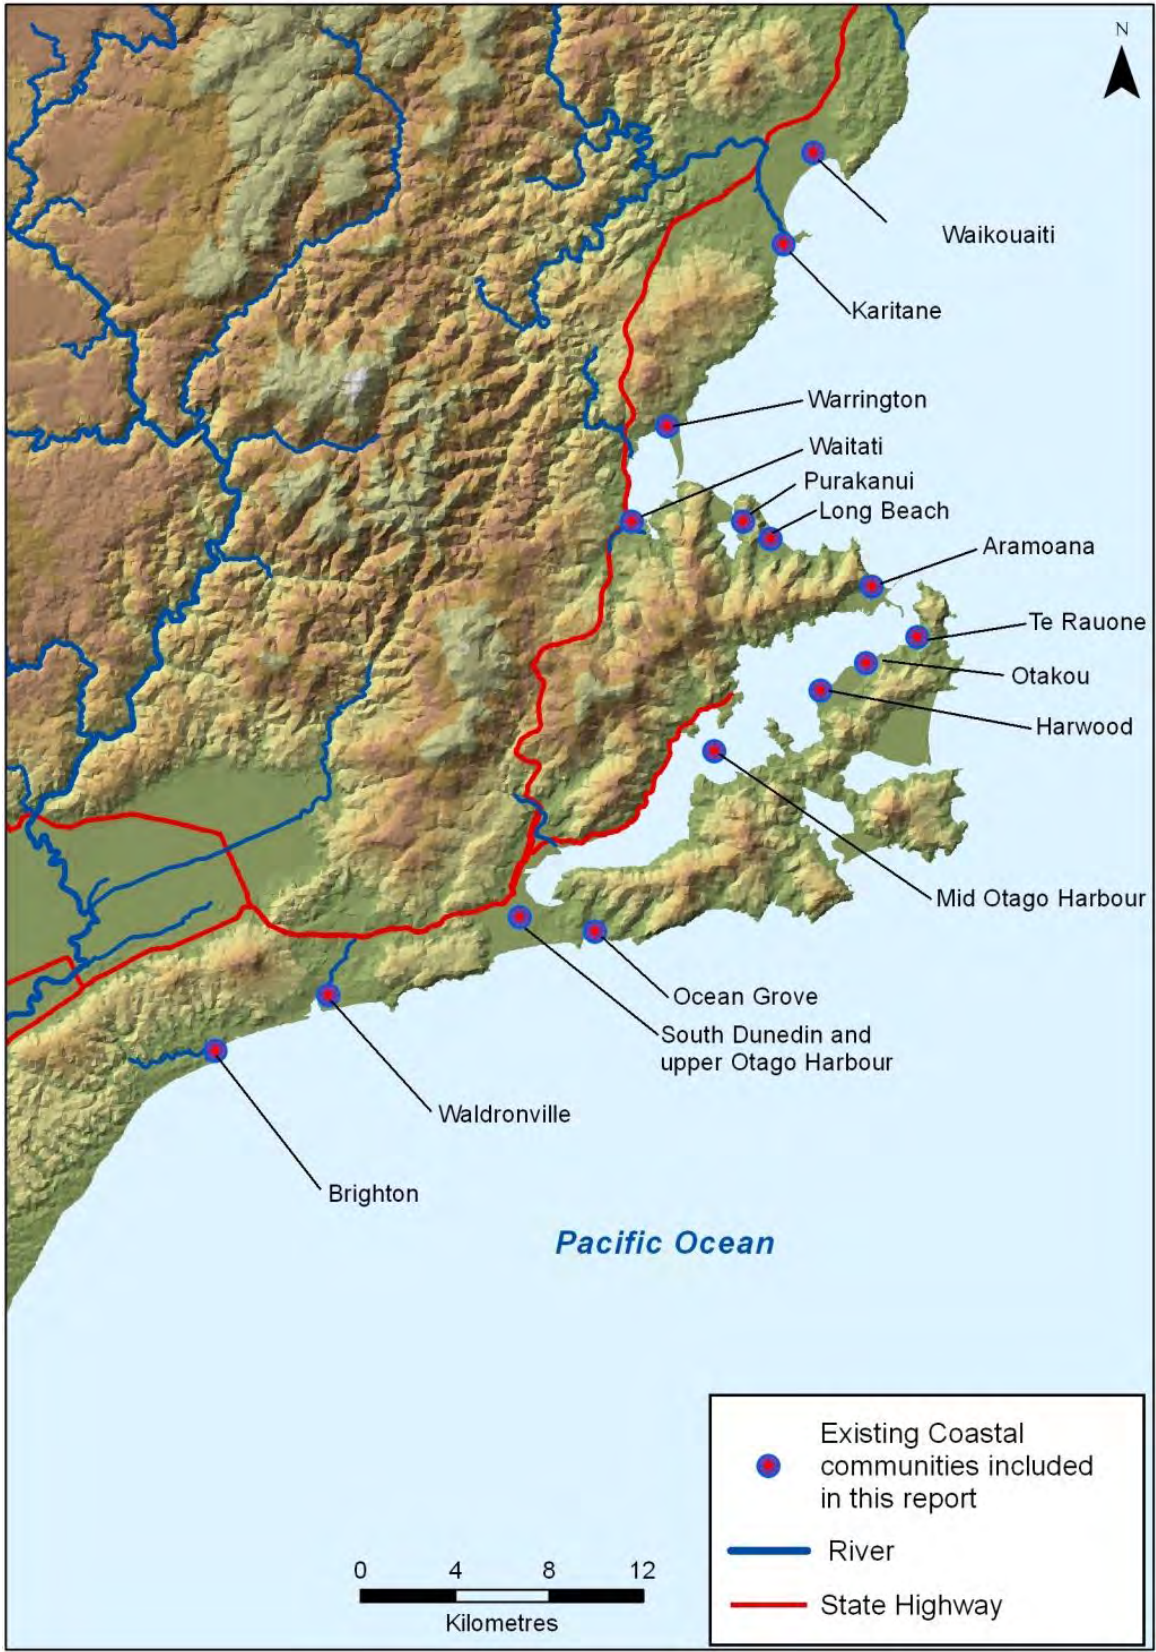 N
Waikouaiti
Karitane
Warrington
Waitati
Purakanui
Long Beach
Aramoana
Te Rauone
Otakou
Harwood
Mid Otago Harbour
Ocean Grove
South Dunedin and
upper Otago Harbour
Waldronville
Brighton
Pacific Ocean
Existing Coastal
communities included
in this report
River
State Highway
0 4 8 12
Kilometres